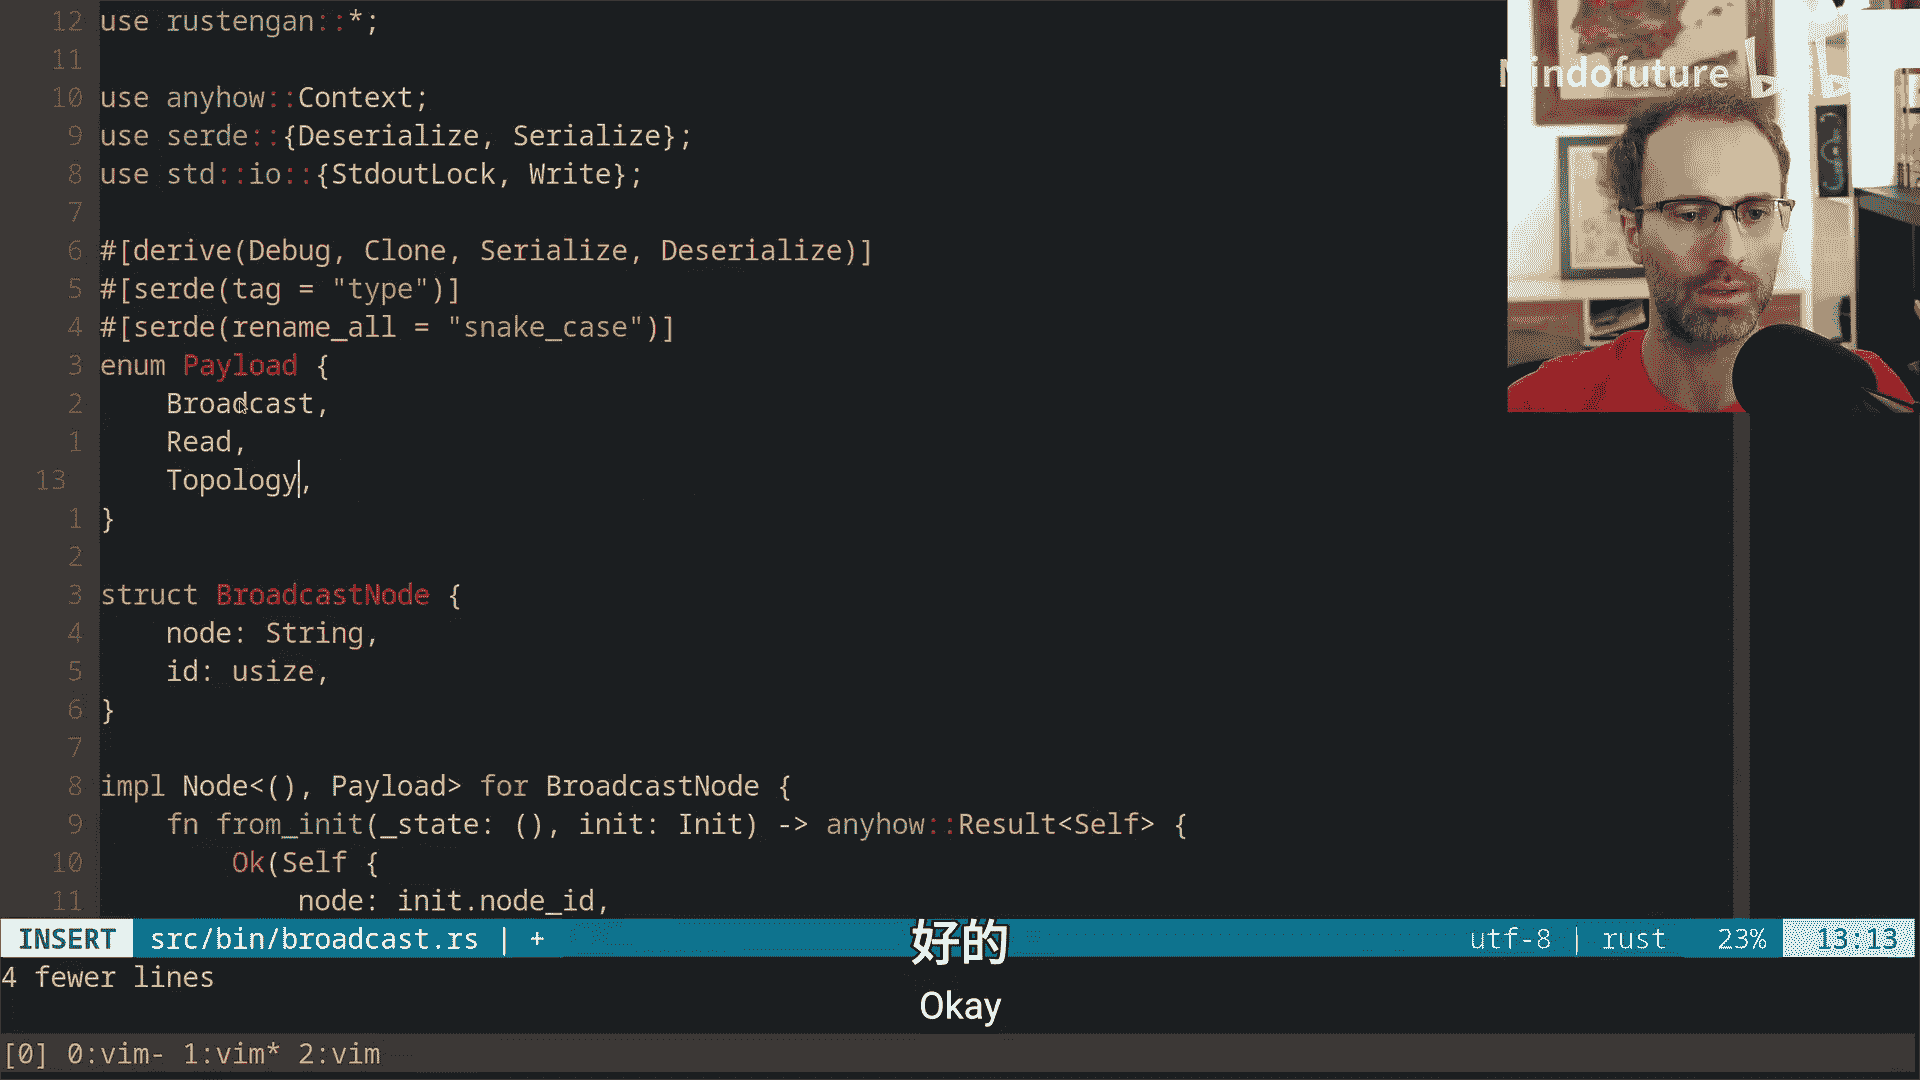 12 use rustengan::*;
11
10 use anyhow::Context;
9 use serde::{Deserialize, Serialize};
8 use std::io::{StdoutLock, Write};
7
6 #[derive(Debug, Clone, Serialize, Deserialize)]
5 #[serde(tag = "type")]
4 #[serde(rename_all = "snake_case")]
3 enum Payload {
2     Broadcast,
1     Read,
13     Topology,
1 }
2
3 struct BroadcastNode {
4     node: String,
5     id: usize,
6 }
7
8 impl Node<(), Payload> for BroadcastNode {
9     fn from_init(_state: (), init: Init) -> anyhow::Result<Self> {
10         Ok(Self {
11             node: init.node_id,
INSERT src/bin/broadcast.rs | + utf-8 | rust 23% 13:13
4 fewer lines
[0] 0:vim- 1:vim* 2:vim
Mindofuture
好的
Okay